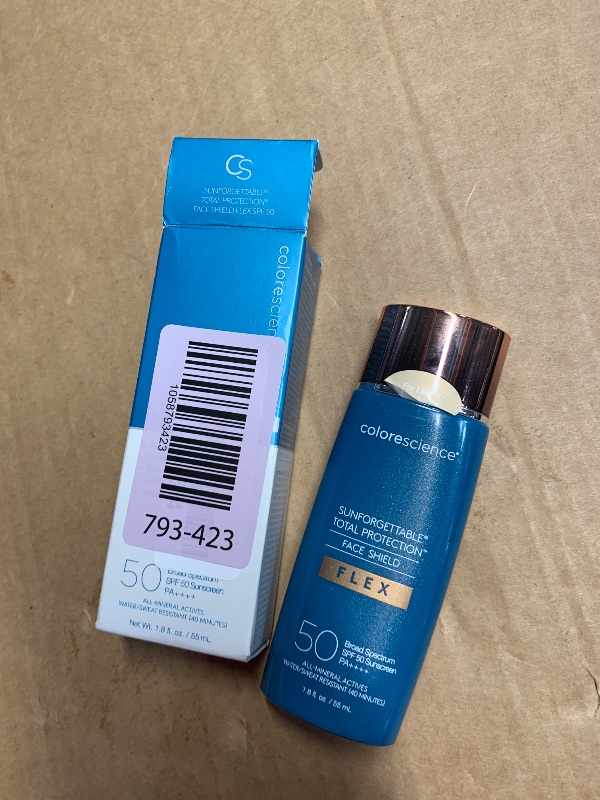 CS
SUNFORGETTABLE®
TOTAL PROTECTION™
FACE SHIELD FLEX SPF 50
colorescien
1058793423
793-423
50
Broad Spectrum
SPF 50 Sunscreen
PA++++
ALL-MINERAL ACTIVES
WATER/SWEAT RESISTANT (40 MINUTES)
Net Wt. 1.8 fl. oz. / 55 mL
colorescience®
SUNFORGETTABLE®
TOTAL PROTECTION™
FACE SHIELD
FLEX
50
Broad Spectrum
SPF 50 Sunscreen
PA++++
ALL-MINERAL ACTIVES
WATER/SWEAT RESISTANT (40 MINUTES)
1.8 fl. oz. / 55 mL